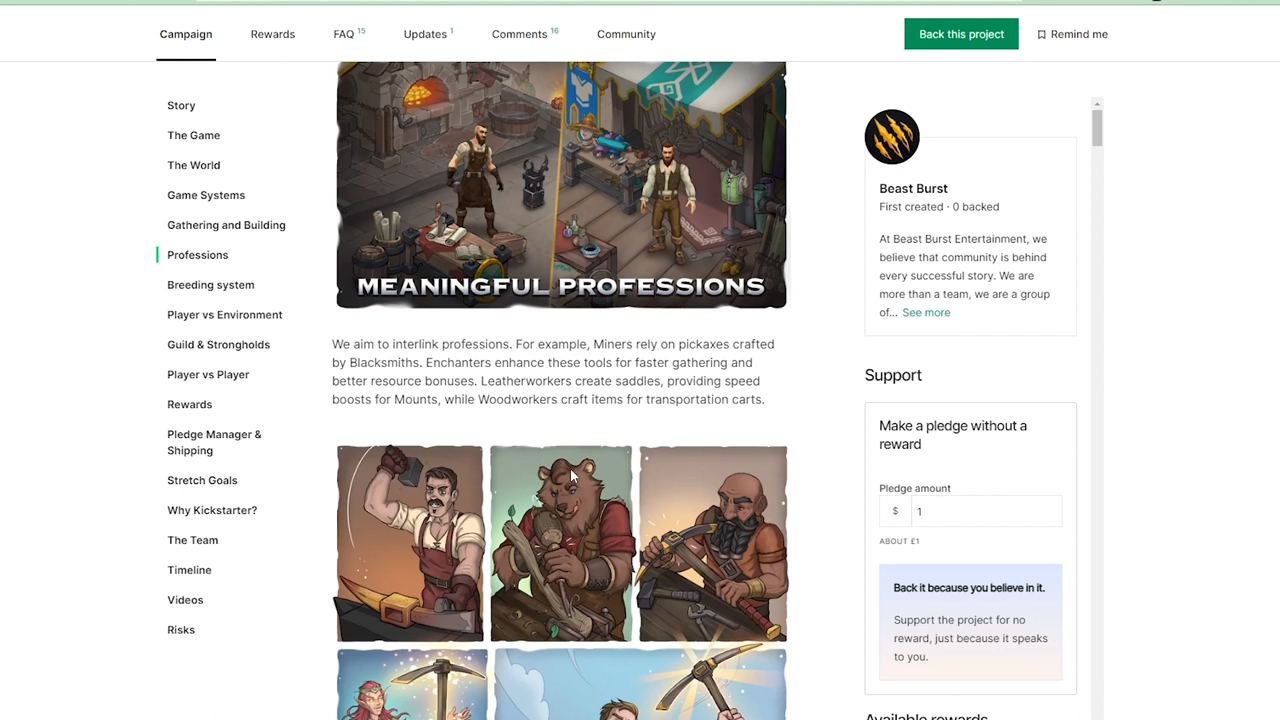 Campaign
Rewards
FAQ 15
Updates 1
Comments 16
Community
Back this project
Remind me
Story
The Game
The World
Game Systems
Gathering and Building
Professions
Breeding system
Player vs Environment
Guild & Strongholds
Player vs Player
Rewards
Pledge Manager &
Shipping
Stretch Goals
Why Kickstarter?
The Team
Timeline
Videos
Risks
MEANINGFUL PROFESSIONS
We aim to interlink professions. For example, Miners rely on pickaxes crafted
by Blacksmiths. Enchanters enhance these tools for faster gathering and
better resource bonuses. Leatherworkers create saddles, providing speed
boosts for Mounts, while Woodworkers craft items for transportation carts.
Beast Burst
First created · 0 backed
At Beast Burst Entertainment, we
believe that community is behind
every successful story. We are
more than a team, we are a group
of... See more
Support
Make a pledge without a
reward
Pledge amount
$ 1
ABOUT £1
Back it because you believe in it.
Support the project for no
reward, just because it speaks
to you.
Available rewards